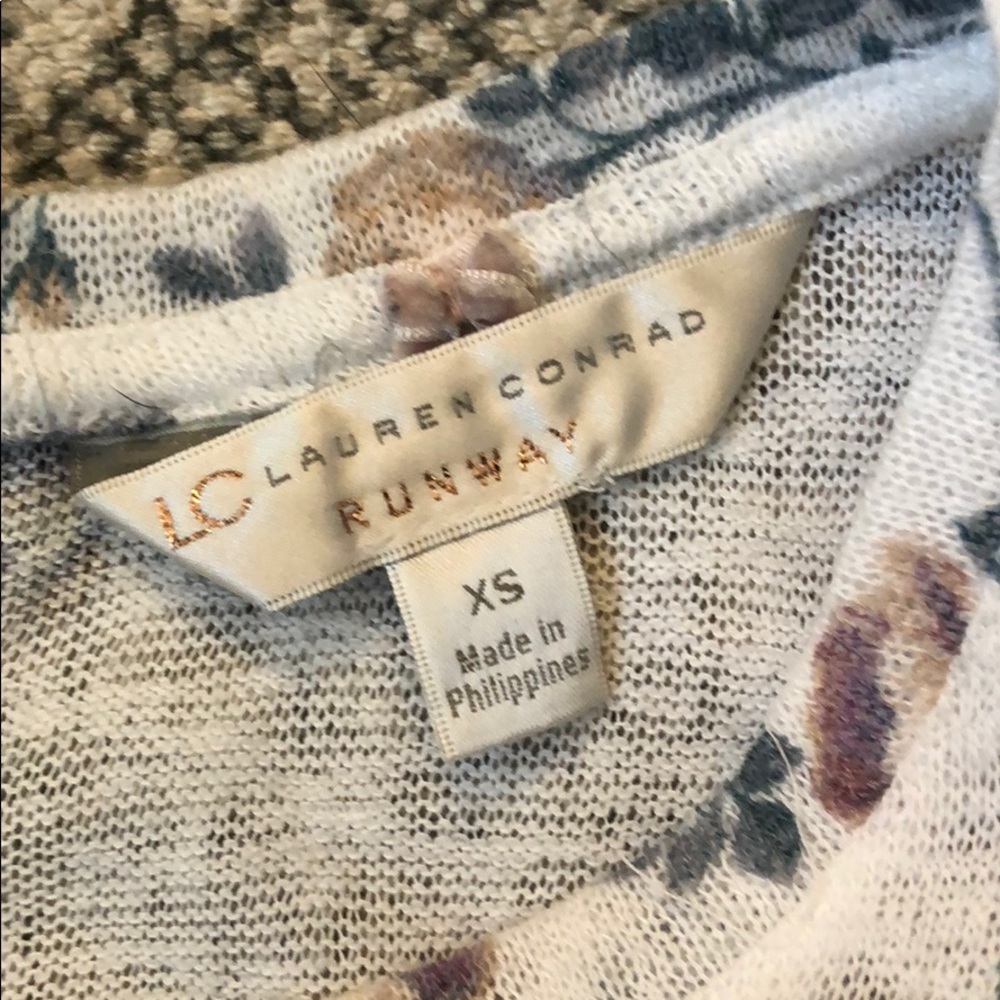 LC LAUREN CONRAD
RUNWAY
XS
Made in
Philippines